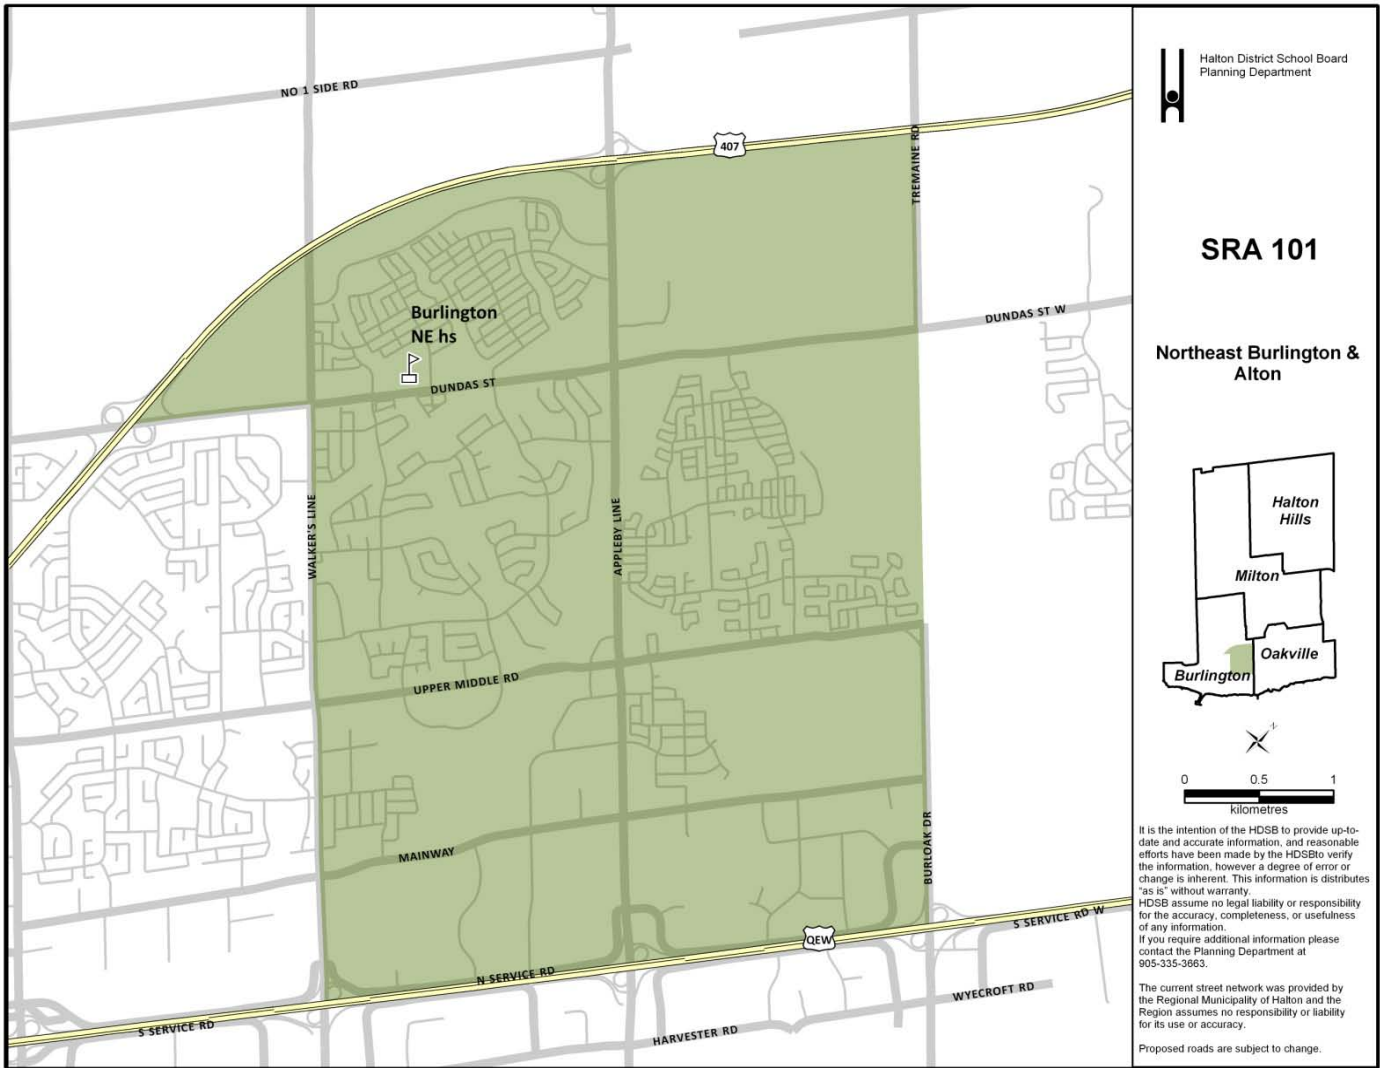 NO 1 SIDE RD
407
TREMAINE RD
DUNDAS ST W
Burlington
NE hs
DUNDAS ST
WALKER'S LINE
APPLEBY LINE
UPPER MIDDLE RD
MAINWAY
BURLOAK DR
QEW
S SERVICE RD W
N SERVICE RD
S SERVICE RD
WYECROFT RD
HARVESTER RD
Halton District School Board
Planning Department
SRA 101
Northeast Burlington &
Alton
Halton
Hills
Milton
Oakville
Burlington
0 0.5 1
kilometres
It is the intention of the HDSB to provide up-to-
date and accurate information, and reasonable
efforts have been made by the HDSBto verify
the information, however a degree of error or
change is inherent. This information is distributes
"as is" without warranty.
HDSB assume no legal liability or responsibility
for the accuracy, completeness, or usefulness
of any information.
If you require additional information please
contact the Planning Department at
905-335-3663.
The current street network was provided by
the Regional Municipality of Halton and the
Region assumes no responsibility or liability
for its use or accuracy.
Proposed roads are subject to change.